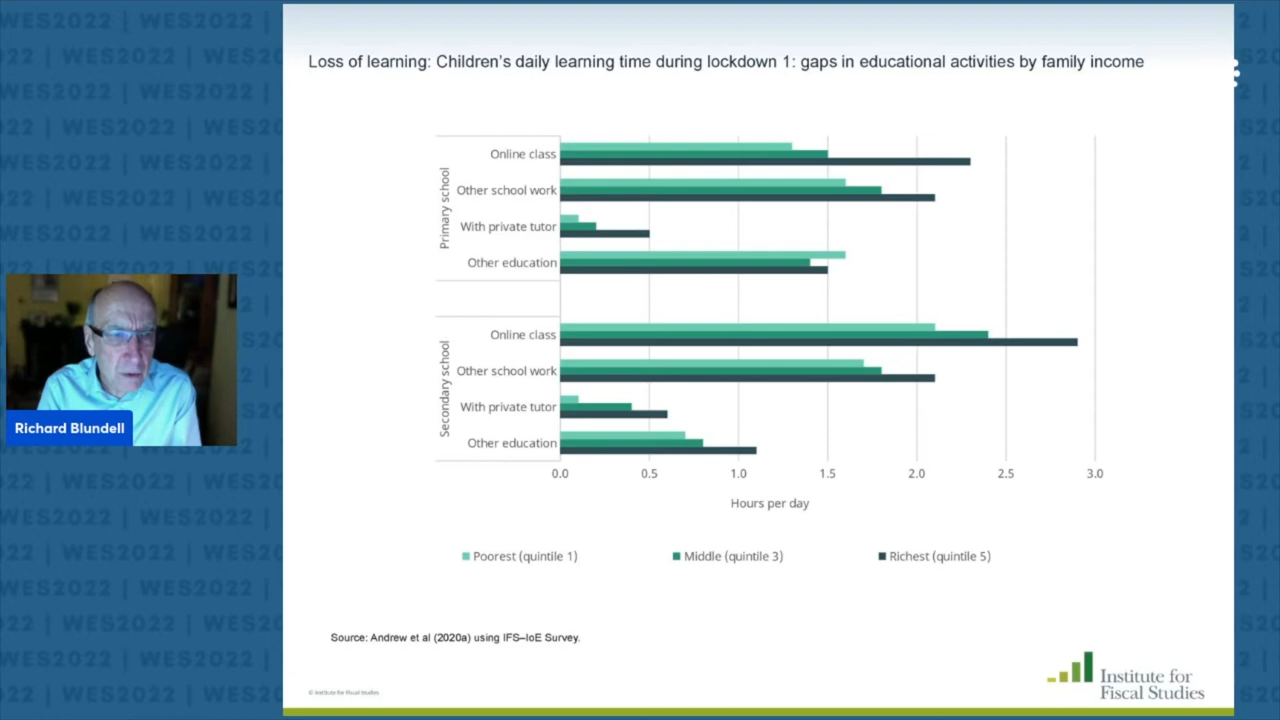 WES2022 | WES2022 | WES2022
Loss of learning: Children's daily learning time during lockdown 1: gaps in educational activities by family income
Primary school
Online class
Other school work
With private tutor
Other education
Secondary school
Online class
Other school work
With private tutor
Other education
0.0 0.5 1.0 1.5 2.0 2.5 3.0
Hours per day
Poorest (quintile 1) Middle (quintile 3) Richest (quintile 5)
Richard Blundell
Source: Andrew et al (2020a) using IFS–IoE Survey.
© Institute for Fiscal Studies
Institute for
Fiscal Studies